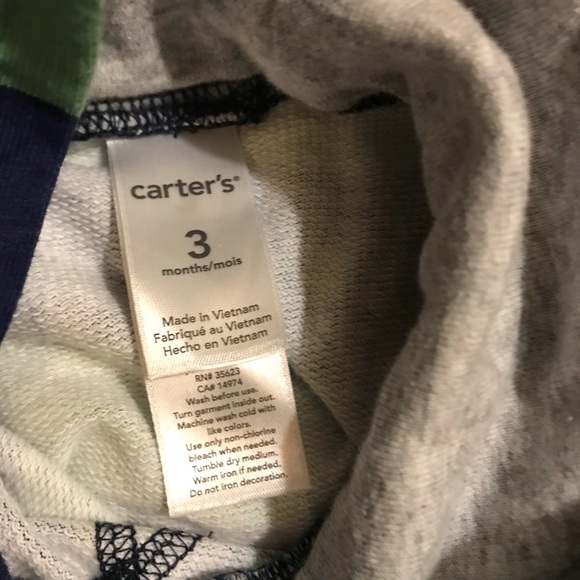 carter's®
3
months/mois
Made in Vietnam
Fabriqué au Vietnam
Hecho en Vietnam
RN# 35623
CA# 14974
Wash before use.
Turn garment inside out.
Machine wash cold with
like colors.
Use only non-chlorine
bleach when needed.
Tumble dry medium.
Warm iron if needed.
Do not iron decoration.